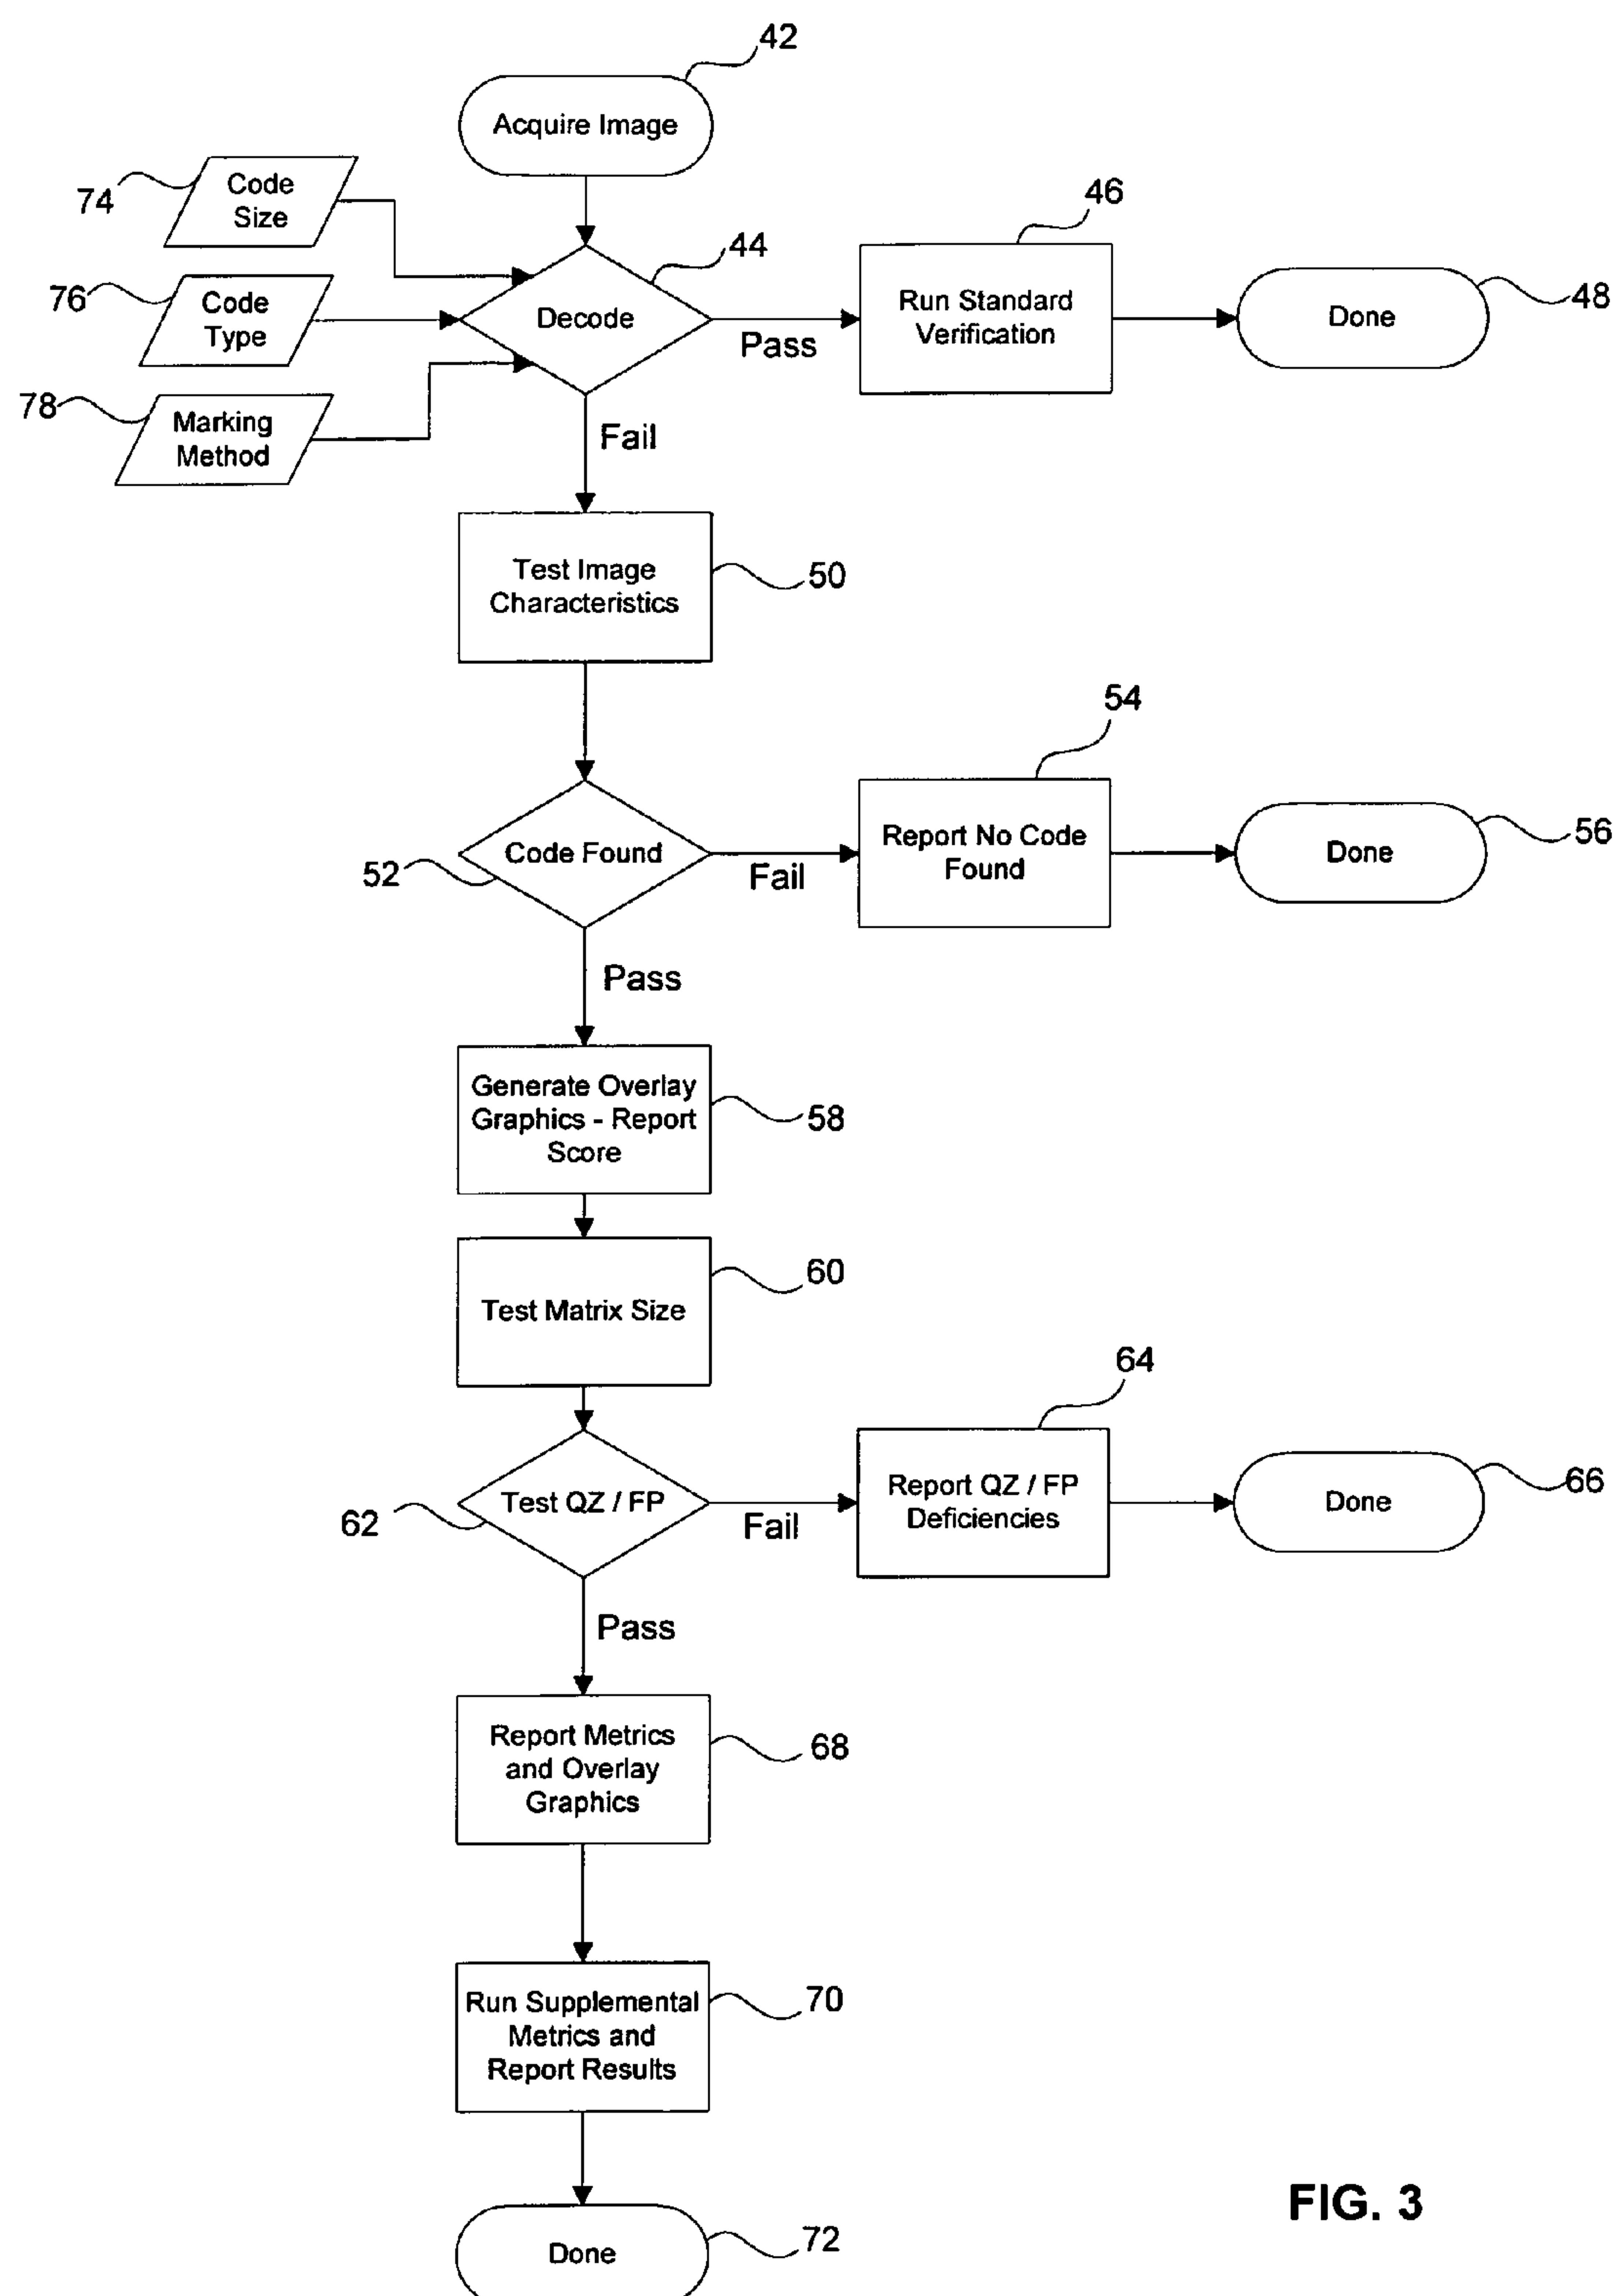 42
Acquire Image
74
Code
Size
46
44
76
Code
Type
Decode
Run Standard
Verification
Done
48
Pass
78
Marking
Method
Fail
Test Image
Characteristics
50
54
Code Found
52
Fail
Report No Code
Found
Done
56
Pass
Generate Overlay
Graphics - Report
Score
58
Test Matrix Size
60
64
Test QZ / FP
62
Fail
Report QZ / FP
Deficiencies
Done
66
Pass
Report Metrics
and Overlay
Graphics
68
Run Supplemental
Metrics and
Report Results
70
FIG. 3
Done
72